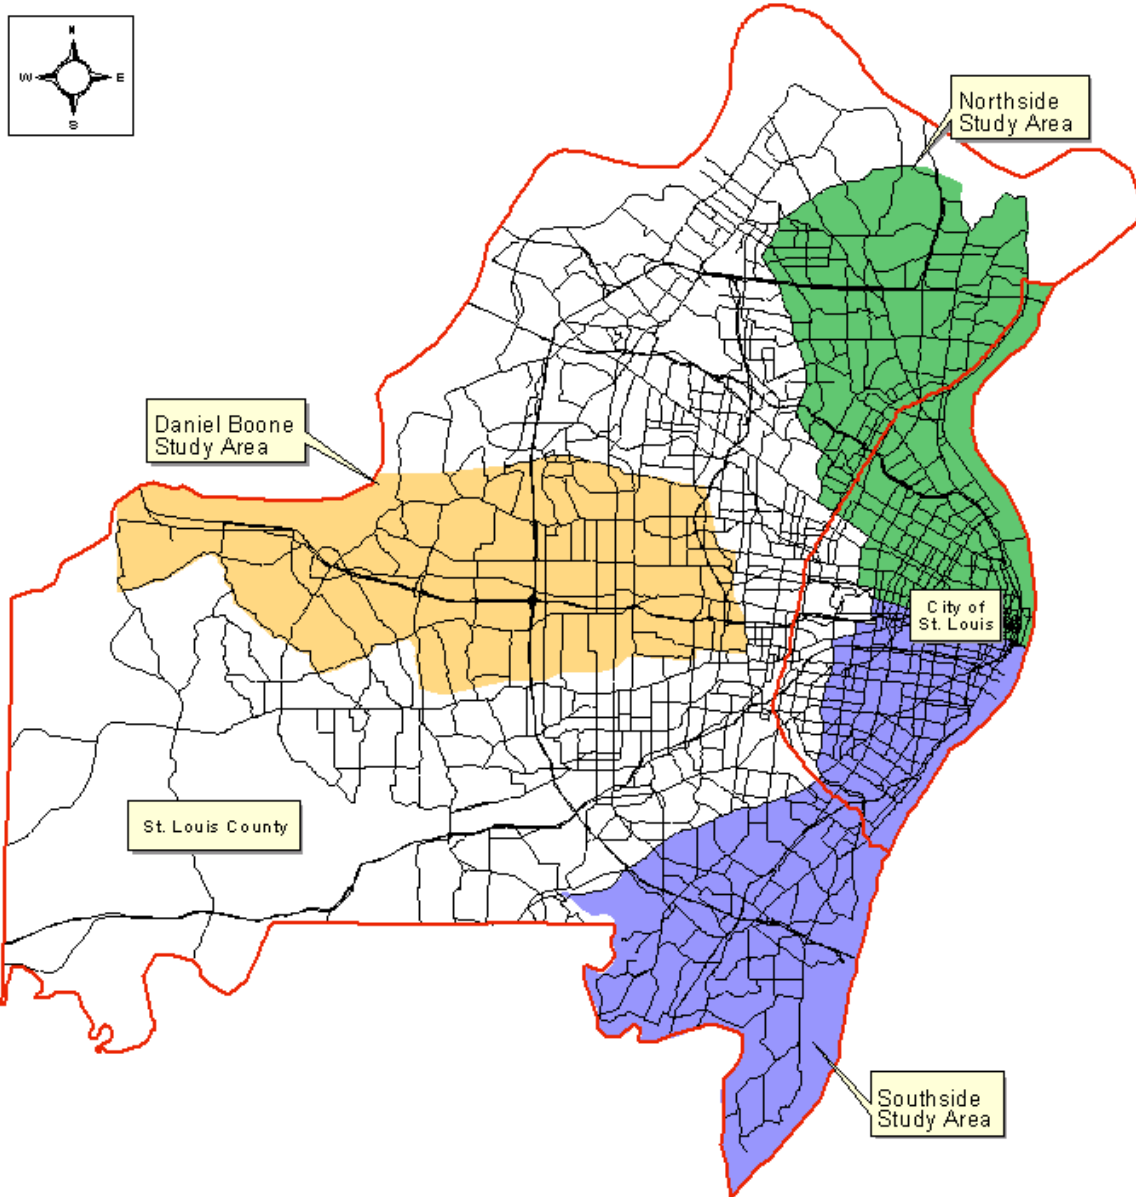 N
W E
S
Northside
Study Area
Daniel Boone
Study Area
City of
St. Louis
St. Louis County
Southside
Study Area